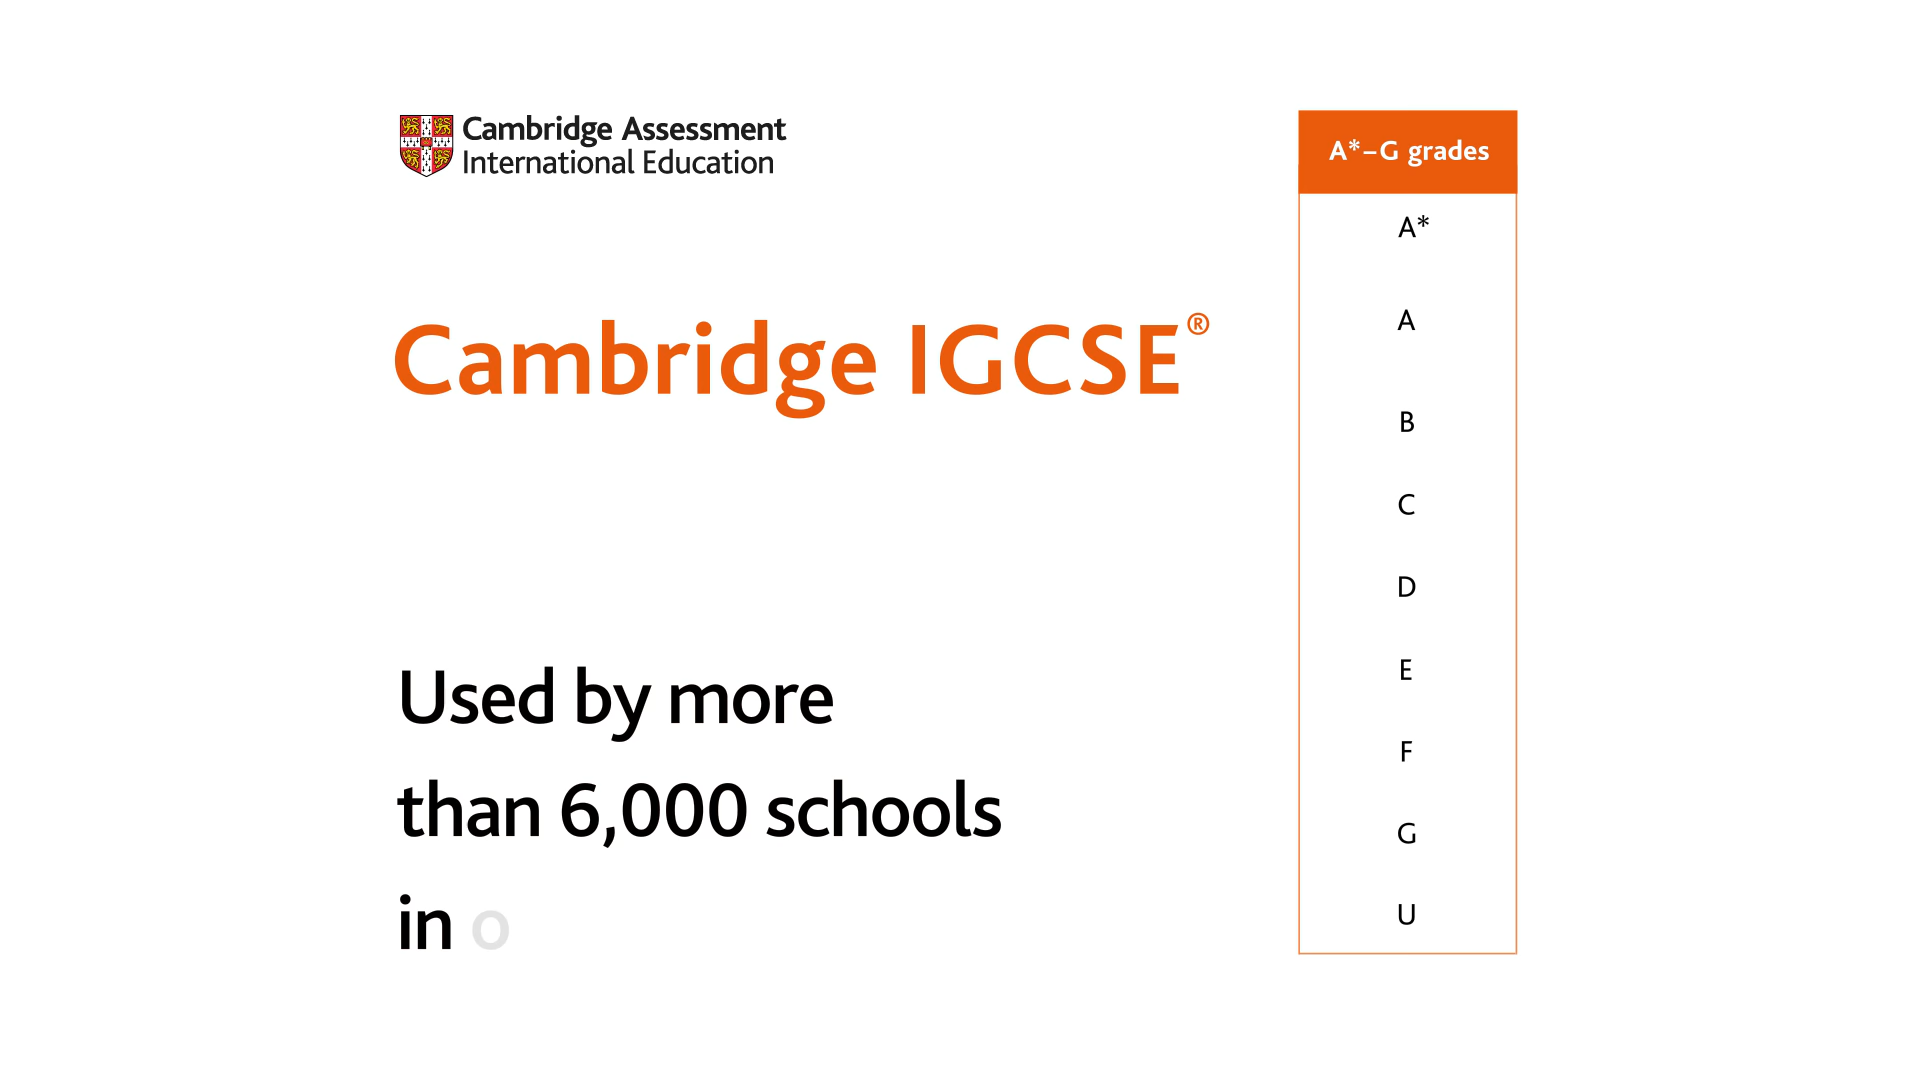 Cambridge Assessment
International Education
Cambridge IGCSE®
Used by more
than 6,000 schools
in o
A*–G grades
A*
A
B
C
D
E
F
G
U